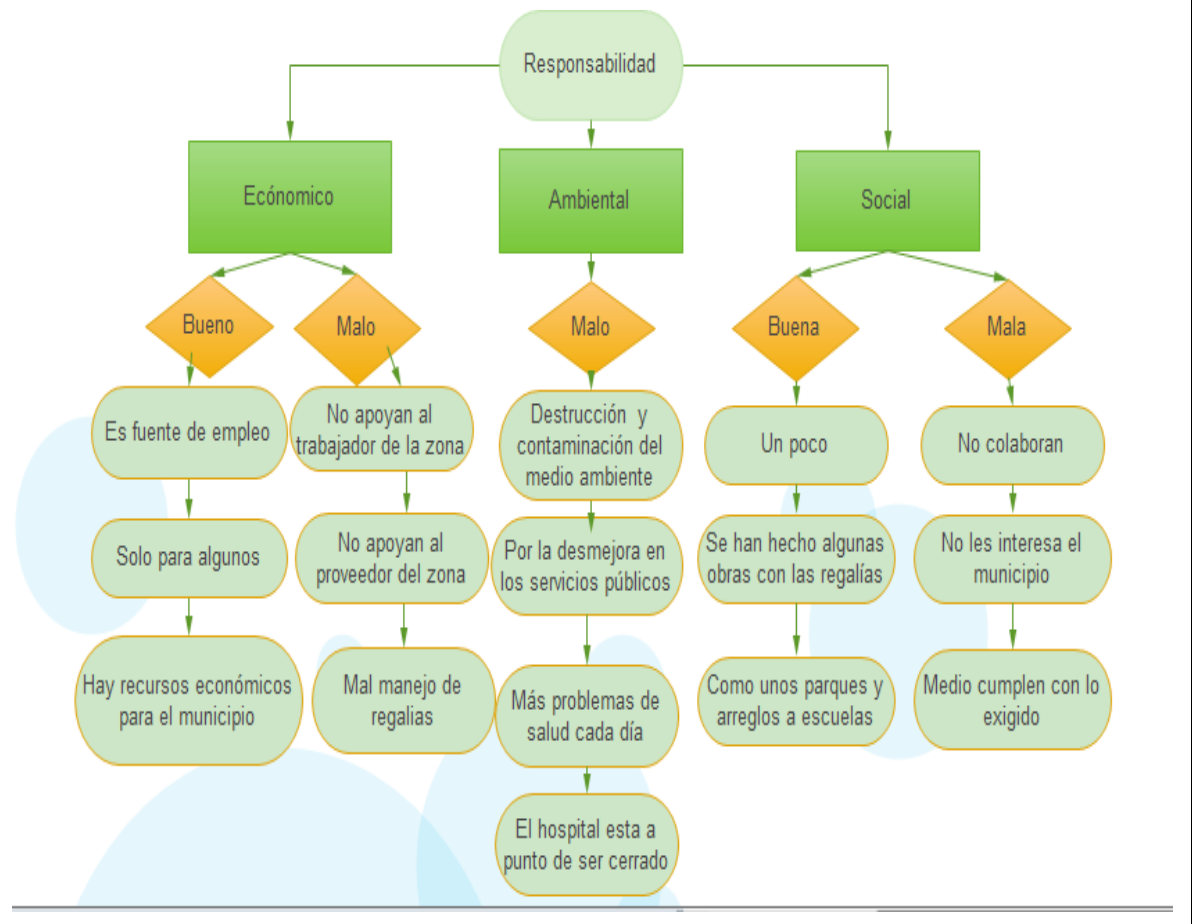 Responsabilidad
Ecónomico
Ambiental
Social
Bueno
Malo
Malo
Buena
Mala
Es fuente de empleo
No apoyan al
trabajador de la zona
Destrucción y
contaminación del
medio ambiente
Un poco
No colaboran
Solo para algunos
No apoyan al
proveedor del zona
Por la desmejora en
los servicios públicos
Se han hecho algunas
obras con las regalías
No les interesa el
municipio
Hay recursos económicos
para el municipio
Mal manejo de
regalias
Más problemas de
salud cada día
Como unos parques y
arreglos a escuelas
Medio cumplen con lo
exigido
El hospital esta a
punto de ser cerrado